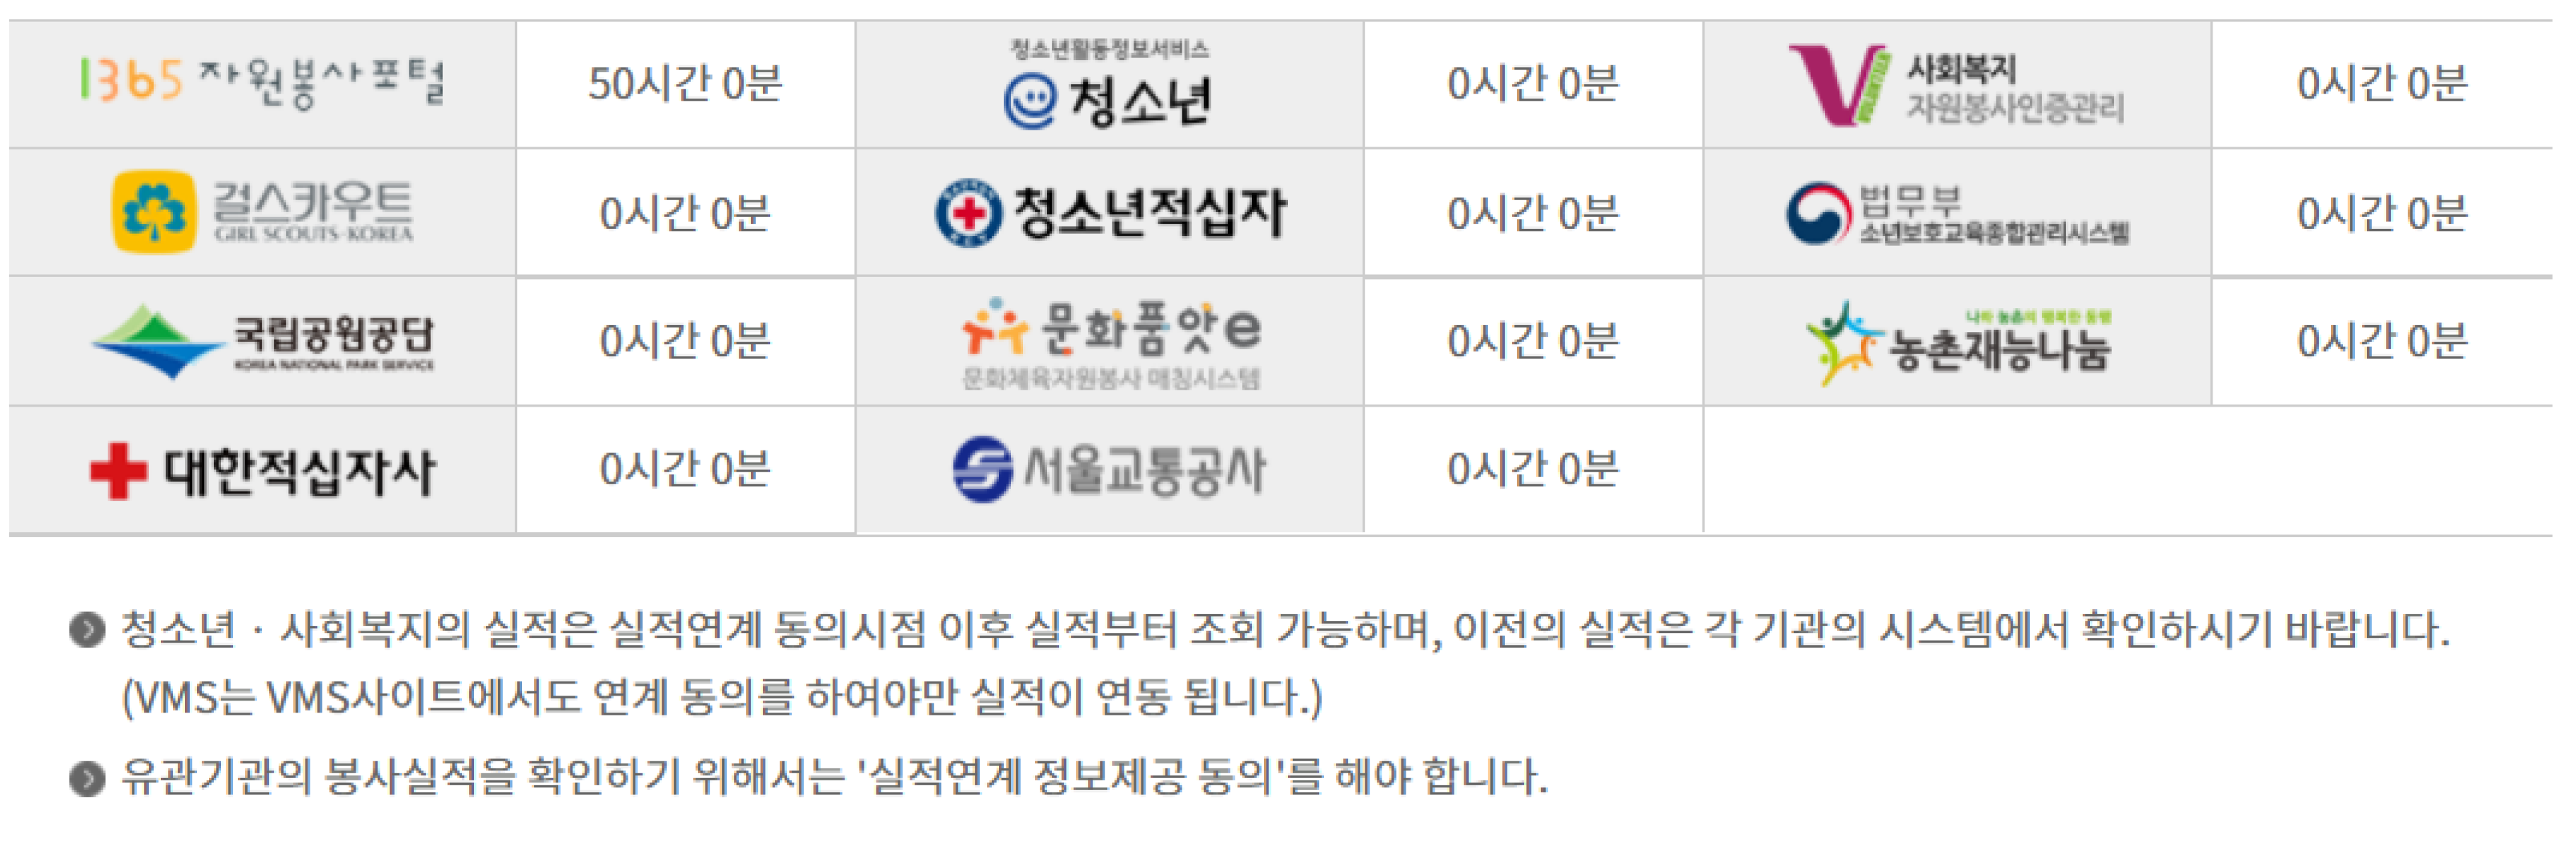 1365 자원봉사포털
50시간 0분
청소년활동정보서비스
청소년
0시간 0분
VOLUNTEER
사회복지
자원봉사인증관리
0시간 0분
걸스카우트
GIRL SCOUTS·KOREA
0시간 0분
청소년적십자
0시간 0분
법무부
소년보호교육종합관리시스템
0시간 0분
국립공원공단
KOREA NATIONAL PARK SERVICE
0시간 0분
문화품앗e
문화체육자원봉사 매칭시스템
0시간 0분
나와 농촌의 행복한 동행
농촌재능나눔
0시간 0분
대한적십자사
0시간 0분
서울교통공사
0시간 0분
청소년 · 사회복지의 실적은 실적연계 동의시점 이후 실적부터 조회 가능하며, 이전의 실적은 각 기관의 시스템에서 확인하시기 바랍니다.
(VMS는 VMS사이트에서도 연계 동의를 하여야만 실적이 연동 됩니다.)
유관기관의 봉사실적을 확인하기 위해서는 '실적연계 정보제공 동의'를 해야 합니다.